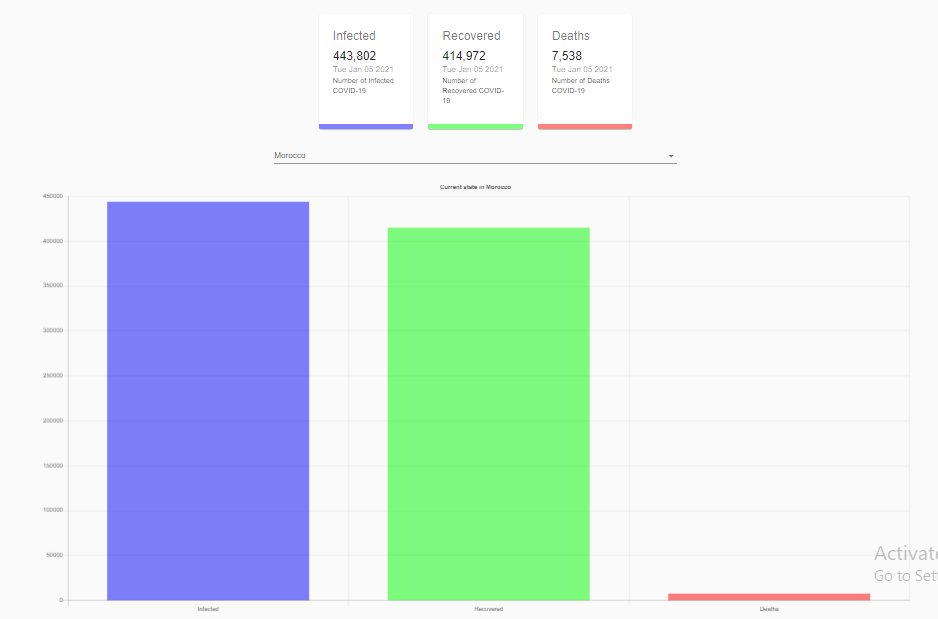 Infected
443,802
Tue Jan 05 2021
Number of Infected
COVID-19
Recovered
414,972
Tue Jan 05 2021
Number of
Recovered COVID-
19
Deaths
7,538
Tue Jan 05 2021
Number of Deaths
COVID-19
Morocco
Current state in Morocco
450000
400000
350000
300000
250000
200000
150000
100000
50000
0
Infected
Recovered
Deaths
Activate
Go to Sett